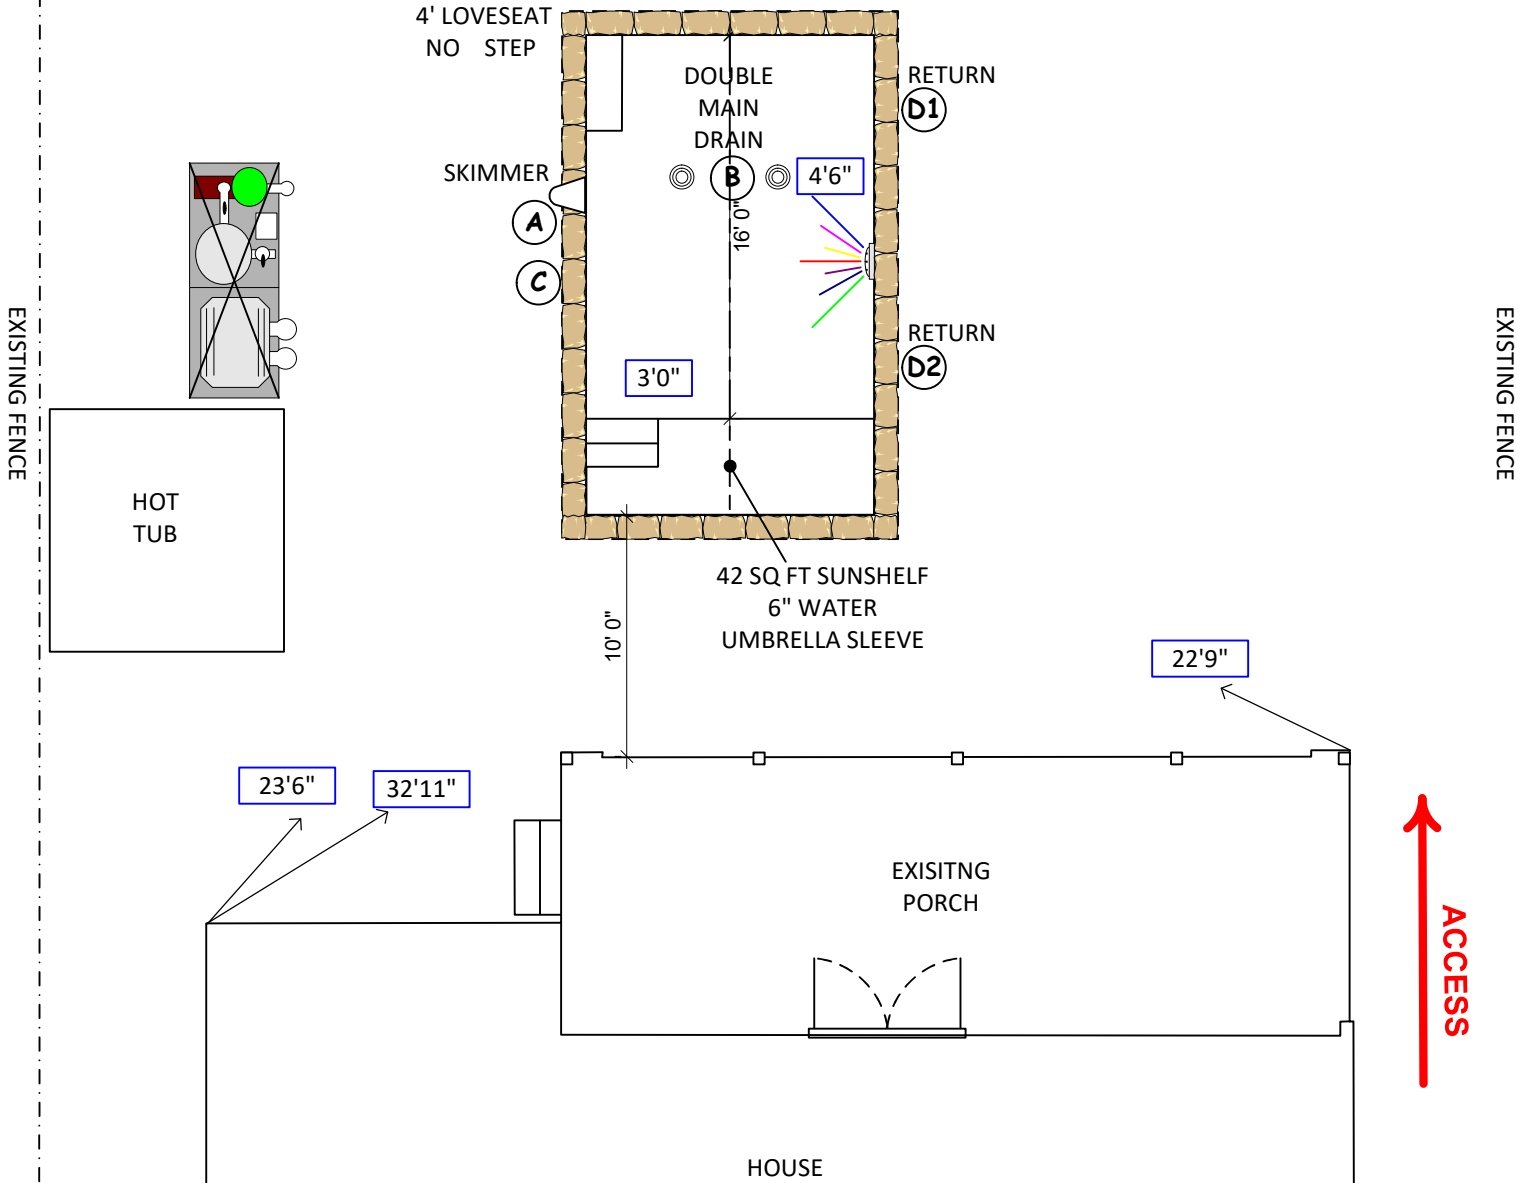 4' LOVESEAT
NO STEP
DOUBLE
MAIN
DRAIN
B
16' 0"
4'6"
RETURN
D1
SKIMMER
A
C
RETURN
D2
3'0"
EXISTING FENCE
EXISTING FENCE
HOT
TUB
42 SQ FT SUNSHELF
6" WATER
UMBRELLA SLEEVE
10' 0"
22'9"
23'6"
32'11"
EXISITNG
PORCH
ACCESS
HOUSE